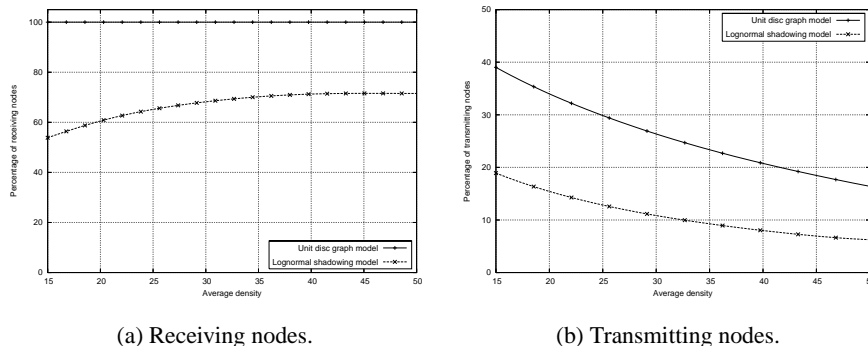 120
100
80
60
40
20
0
15 20 25 30 35 40 45 50
Percentage of receiving nodes
Average density
Unit disc graph model
Lognormal shadowing model
(a) Receiving nodes.
50
40
30
20
10
0
15 20 25 30 35 40 45
Percentage of transmitting nodes
Average density
Unit disc graph model
Lognormal shadowing model
(b) Transmitting nodes.